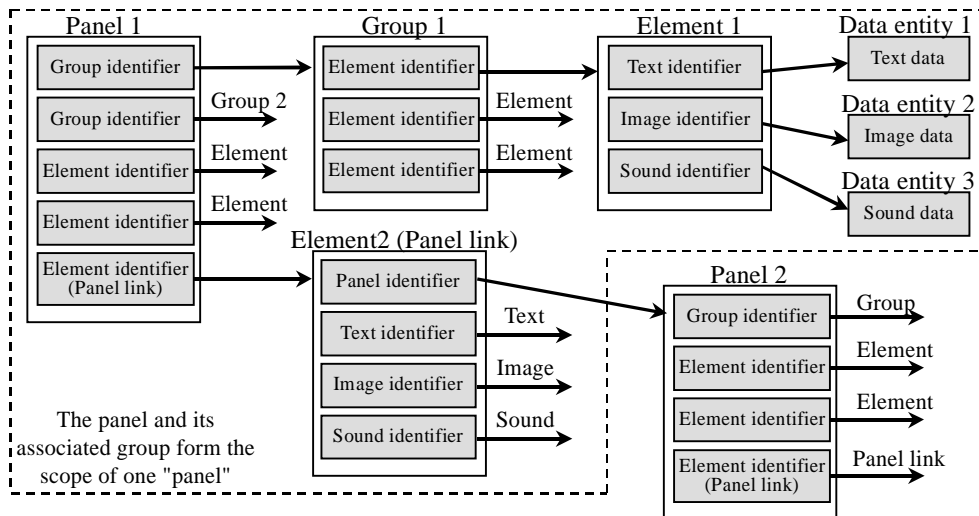 Panel 1
Group identifier
Group identifier
Element identifier
Element identifier
Element identifier
(Panel link)
Group 2
Element
Element
Group 1
Element identifier
Element identifier
Element identifier
Element
Element
Element 1
Text identifier
Image identifier
Sound identifier
Data entity 1
Text data
Data entity 2
Image data
Data entity 3
Sound data
Element2 (Panel link)
Panel identifier
Text identifier
Image identifier
Sound identifier
Text
Image
Sound
Panel 2
Group identifier
Element identifier
Element identifier
Element identifier
(Panel link)
Group
Element
Element
Panel link
The panel and its
associated group form the
scope of one "panel"